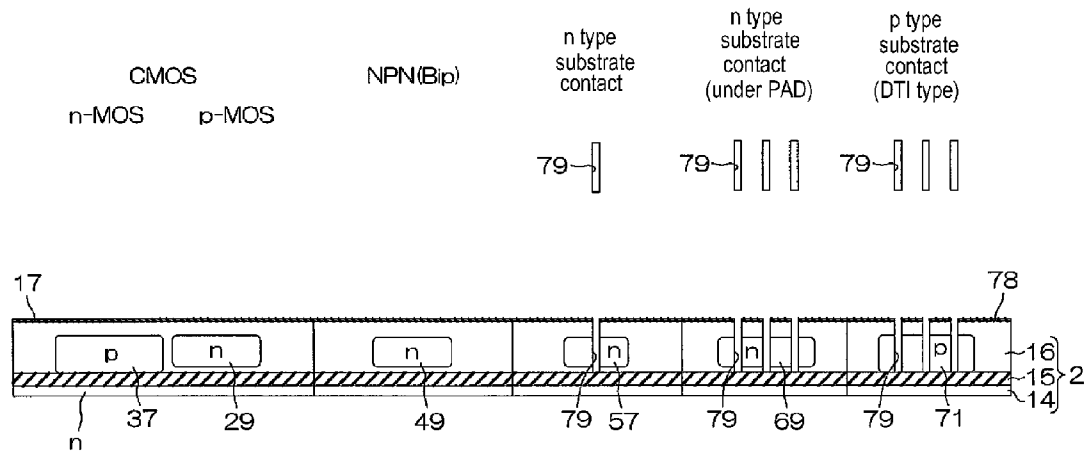 CMOS
n-MOS p-MOS
NPN(Bip)
n type
substrate
contact
n type
substrate
contact
(under PAD)
p type
substrate
contact
(DTI type)
79 79 79
17 78
p n n n n p
16
15
14
2
n 37 29 49 79 57 79 69 79 71